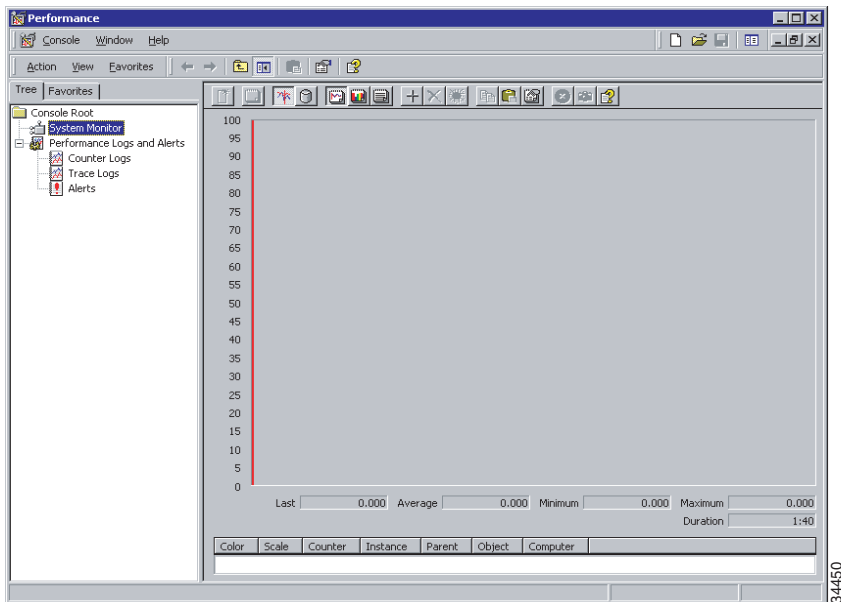 Performance
Console Window Help
Action View Favorites
Tree Favorites
Console Root
System Monitor
Performance Logs and Alerts
Counter Logs
Trace Logs
Alerts
100
95
90
85
80
75
70
65
60
55
50
45
40
35
30
25
20
15
10
5
0
Last 0.000 Average 0.000 Minimum 0.000 Maximum 0.000
Duration 1:40
Color Scale Counter Instance Parent Object Computer
34450